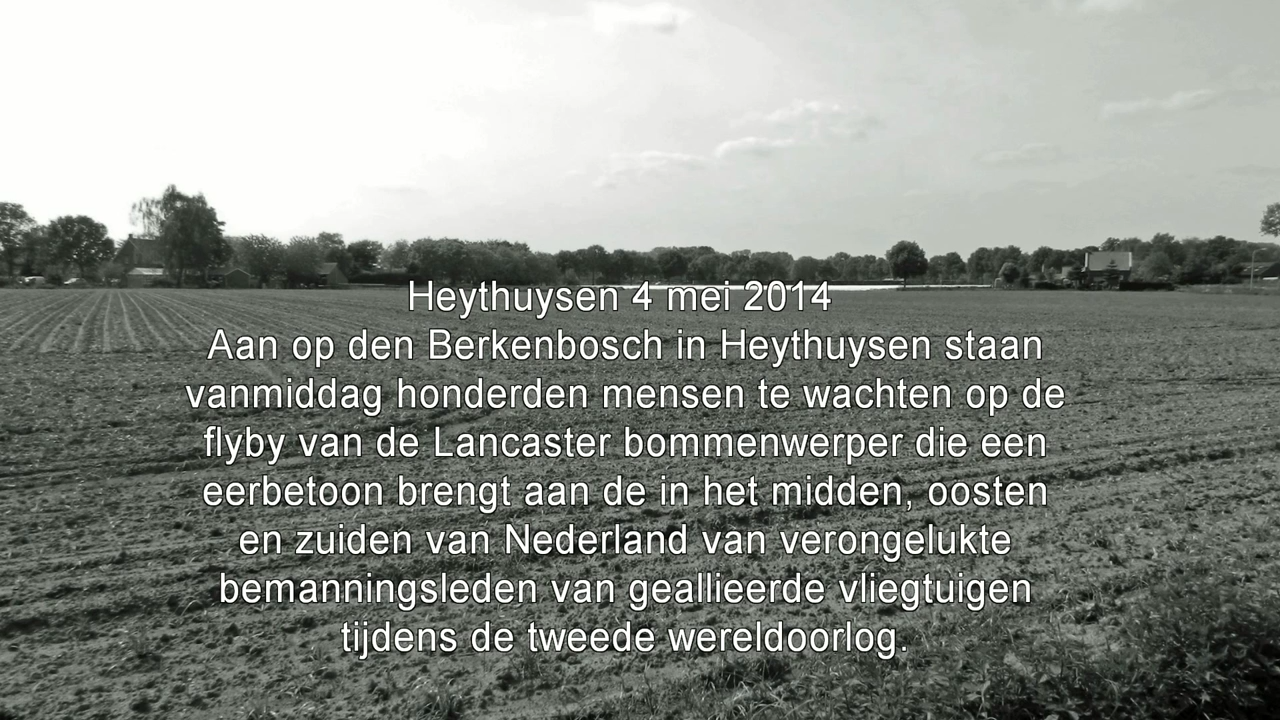 Heythuysen 4 mei 2014
Aan op den Berkenbosch in Heythuysen staan
vanmiddag honderden mensen te wachten op de
flyby van de Lancaster bommenwerper die een
eerbetoon brengt aan de in het midden, oosten
en zuiden van Nederland van verongelukte
bemanningsleden van geallieerde vliegtuigen
tijdens de tweede wereldoorlog.